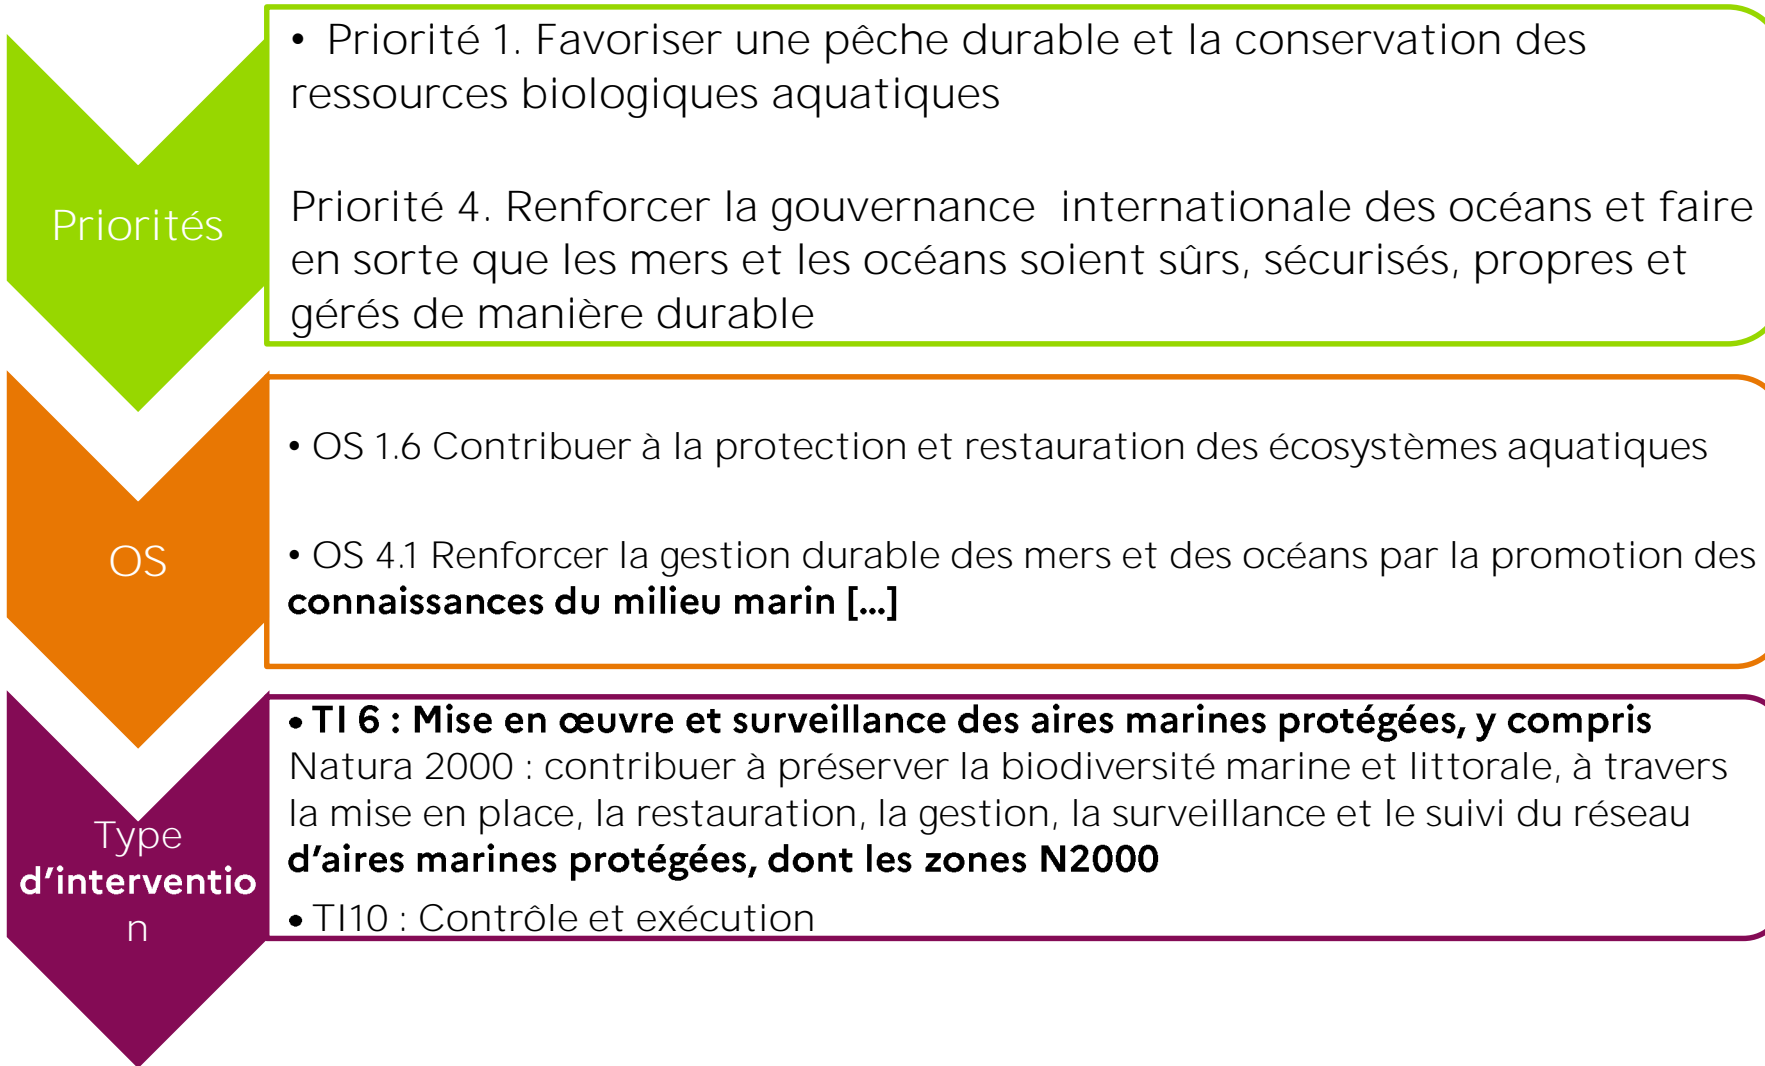 Priorités
• Priorité 1. Favoriser une pêche durable et la conservation des
ressources biologiques aquatiques
Priorité 4. Renforcer la gouvernance internationale des océans et faire
en sorte que les mers et les océans soient sûrs, sécurisés, propres et
gérés de manière durable
OS
• OS 1.6 Contribuer à la protection et restauration des écosystèmes aquatiques
• OS 4.1 Renforcer la gestion durable des mers et des océans par la promotion des
connaissances du milieu marin [...]
Type
d’interventio
n
• TI 6 : Mise en œuvre et surveillance des aires marines protégées, y compris
Natura 2000 : contribuer à préserver la biodiversité marine et littorale, à travers
la mise en place, la restauration, la gestion, la surveillance et le suivi du réseau
d’aires marines protégées, dont les zones N2000
• TI10 : Contrôle et exécution